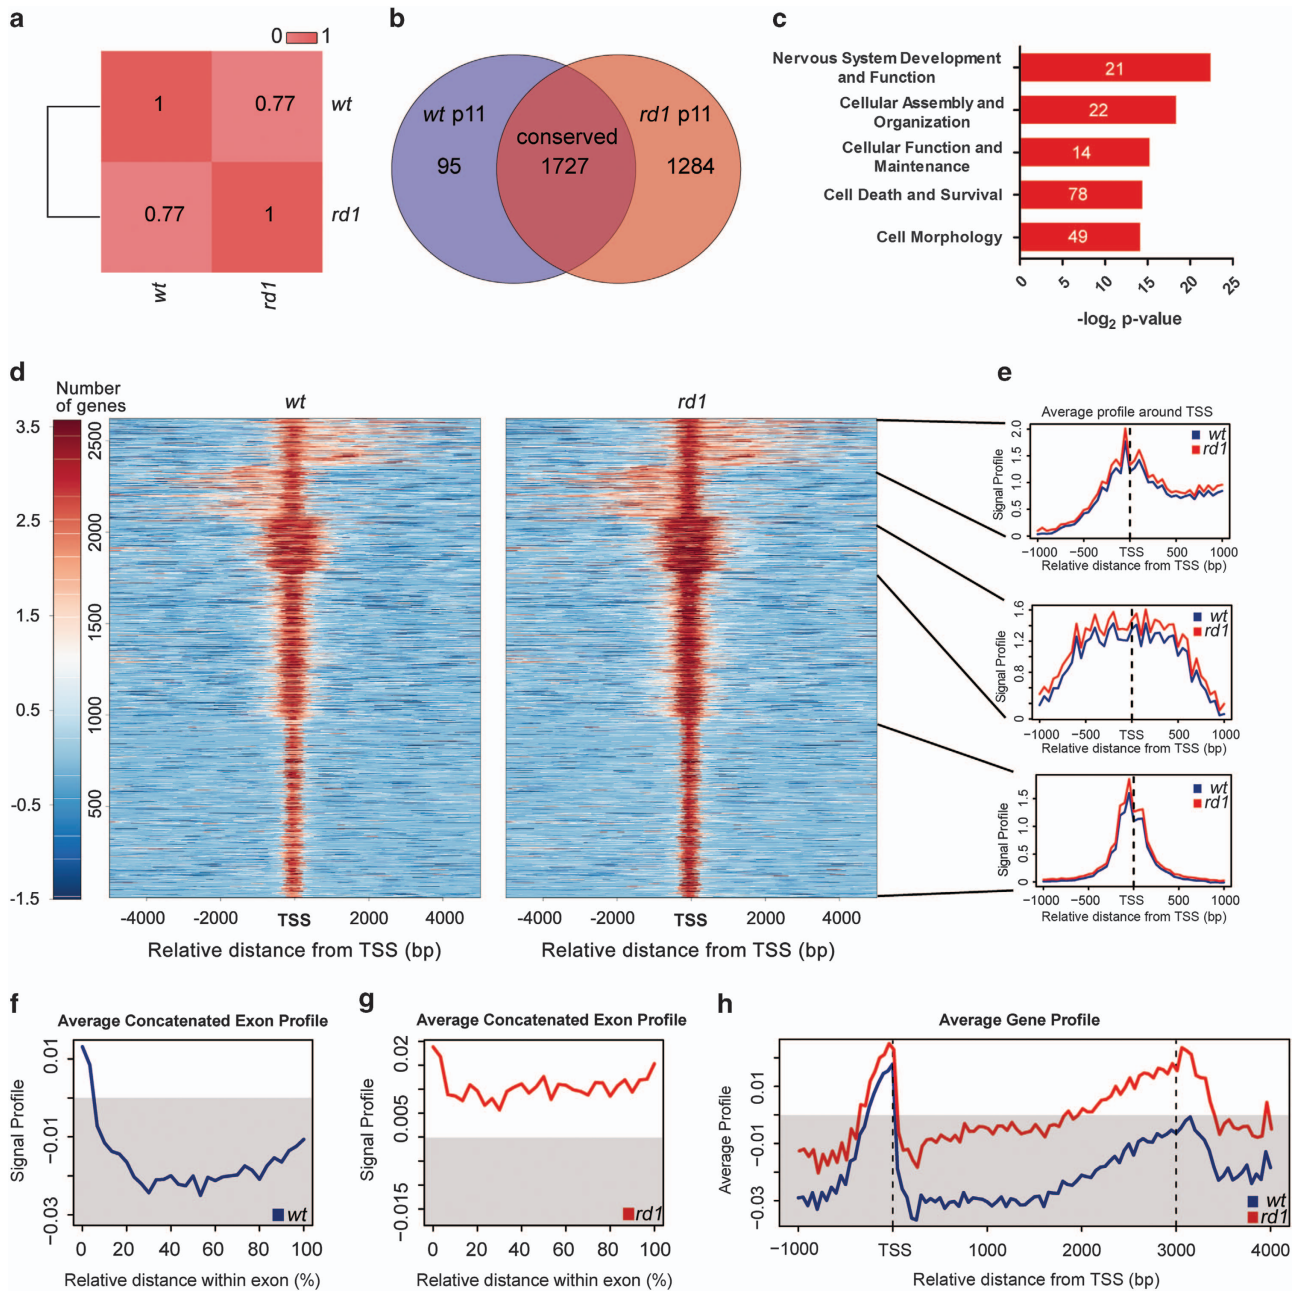 a
0 1
1
0.77
wt
0.77
1
rd1
wt
rd1
b
wt p11
rd1 p11
conserved
95
1727
1284
c
Nervous System Development
and Function
21
Cellular Assembly and
Organization
22
Cellular Function and
Maintenance
14
Cell Death and Survival
78
Cell Morphology
49
0 5 10 15 20 25
-log2 p-value
d
Number
of genes
wt
rd1
3.5
2.5
1.5
0.5
-0.5
-1.5
2500
2000
1500
1000
500
-4000 -2000 TSS 2000 4000
Relative distance from TSS (bp)
-4000 -2000 TSS 2000 4000
Relative distance from TSS (bp)
e
Average profile around TSS
Signal Profile
2.0
1.5
1.0
0.5
0
wt
rd1
−1000 −500 TSS 500 1000
Relative distance from TSS (bp)
Signal Profile
1.6
1.2
0.8
0
wt
rd1
−1000 −500 TSS 500 1000
Relative distance from TSS (bp)
Signal Profile
1.5
1.0
0.5
0
wt
rd1
−1000 −500 TSS 500 1000
Relative distance from TSS (bp)
f
Average Concatenated Exon Profile
Signal Profile
0.01
−0.01
−0.03
wt
0 20 40 60 80 100
Relative distance within exon (%)
g
Average Concatenated Exon Profile
Signal Profile
0.02
0.005
0.005
−0.015
rd1
0 20 40 60 80 100
Relative distance within exon (%)
h
Average Gene Profile
Average Profile
0.01
−0.01
−0.03
wt
rd1
−1000 TSS 1000 2000 3000 4000
Relative distance from TSS (bp)